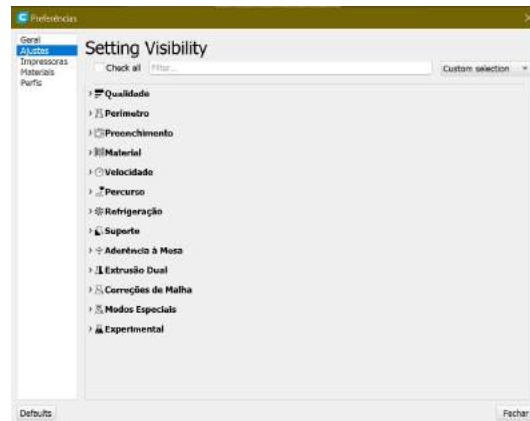 Preferências
Geral
Ajustes
Impressoras
Materiais
Perfis
Setting Visibility
Check all
Filter...
Custom selection
Qualidade
Perímetro
Preenchimento
Material
Velocidade
Percurso
Refrigeração
Suporte
Aderência à Mesa
Extrusão Dual
Correções de Malha
Modos Especiais
Experimental
Defaults
Fechar